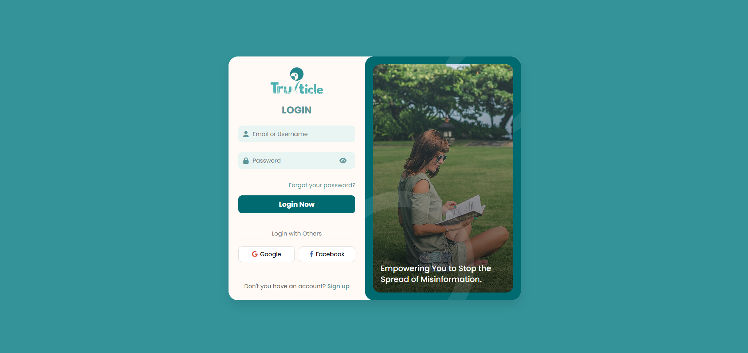 Tru ticle
LOGIN
Email or Username
Password
Forgot your password?
Login Now
Login with Others
Google
Facebook
Don't you have an account? Sign up
Empowering You to Stop the
Spread of Misinformation.